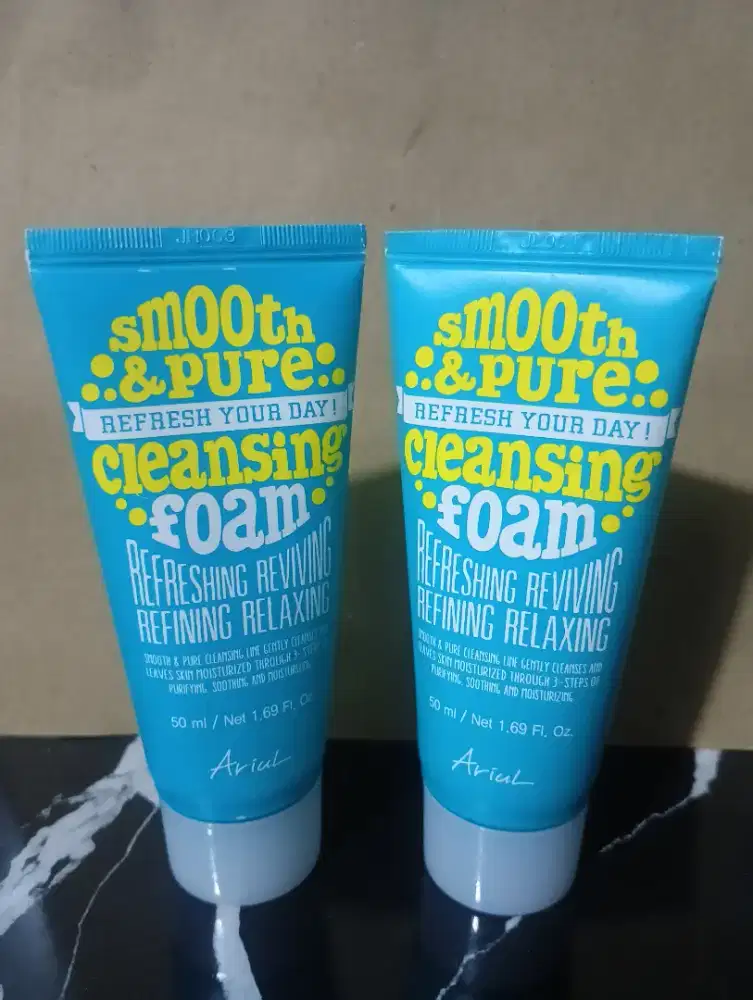 smooth
& pure
REFRESH YOUR DAY!
cleansing
foam
REFRESHING REVIVING
REFINING RELAXING
SMOOTH & PURE CLEANSING LINE GENTLY CLEANSES
LEAVES SKIN MOISTURIZED THROUGH 3-STEPS
PURIFYING, SOOTHING AND MOISTURIZING
50 ml / Net 1.69 Fl. Oz
Ariul
smooth
& pure
REFRESH YOUR DAY!
cleansing
foam
REFRESHING REVIVING
REFINING RELAXING
SMOOTH & PURE CLEANSING LINE GENTLY CLEANSES AND
LEAVES SKIN MOISTURIZED THROUGH 3-STEPS OF
PURIFYING, SOOTHING AND MOISTURIZING
50 ml / Net 1.69 Fl. Oz.
Ariul